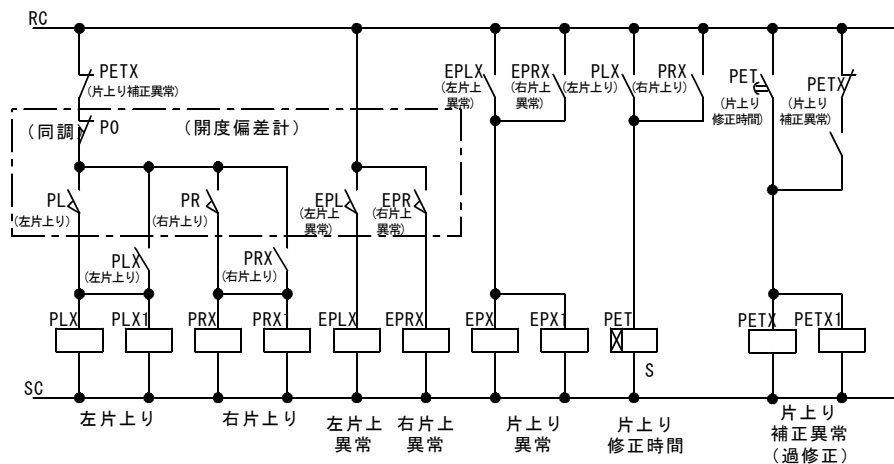 RC
PETX
(片上り補正異常)
(同調)
PO
(開度偏差計)
PL
(左片上り)
PR
(右片上り)
EPL
(左片上
異常)
EPR
(右片上
異常)
PLX
(左片上り)
PRX
(右片上り)
EPLX
(左片上
異常)
EPRX
(右片上
異常)
PLX
(左片上り)
PRX
(右片上り)
PET
(片上り
修正時間)
PETX
(片上り
補正異常)
PLX
PLX1
PRX
PRX1
EPLX
EPRX
EPX
EPX1
PET
S
PETX
PETX1
SC
左片上り
右片上り
左片上
異常
右片上
異常
片上り
異常
片上り
修正時間
片上り
補正異常
(過修正)